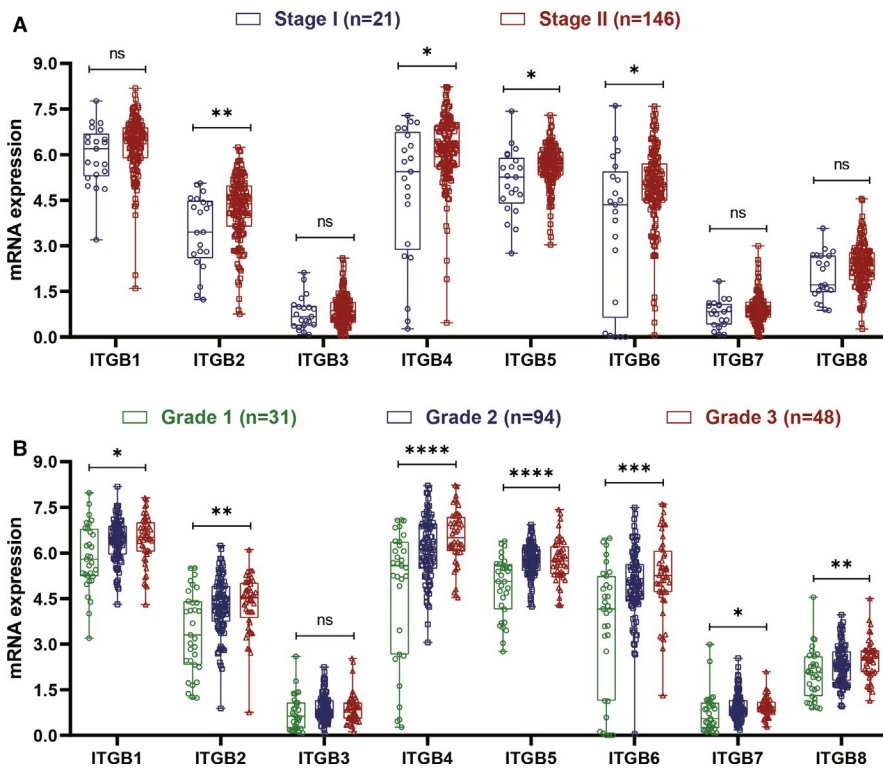 A
Stage I (n=21) Stage II (n=146)
ns ** ns * * * ns ns
mRNA expression
9.0
7.5
6.0
4.5
3.0
1.5
0.0
ITGB1 ITGB2 ITGB3 ITGB4 ITGB5 ITGB6 ITGB7 ITGB8
Grade 1 (n=31) Grade 2 (n=94) Grade 3 (n=48)
B
* ** ns **** **** *** * **
mRNA expression
9.0
7.5
6.0
4.5
3.0
1.5
0.0
ITGB1 ITGB2 ITGB3 ITGB4 ITGB5 ITGB6 ITGB7 ITGB8